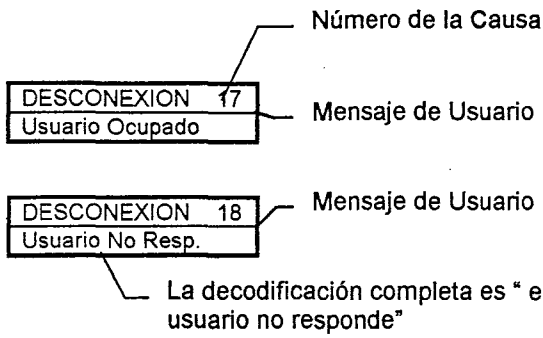 Número de la Causa
DESCONEXION 17
Mensaje de Usuario
Usuario Ocupado
DESCONEXION 18
Mensaje de Usuario
Usuario No Resp.
La decodificación completa es " e
usuario no responde"